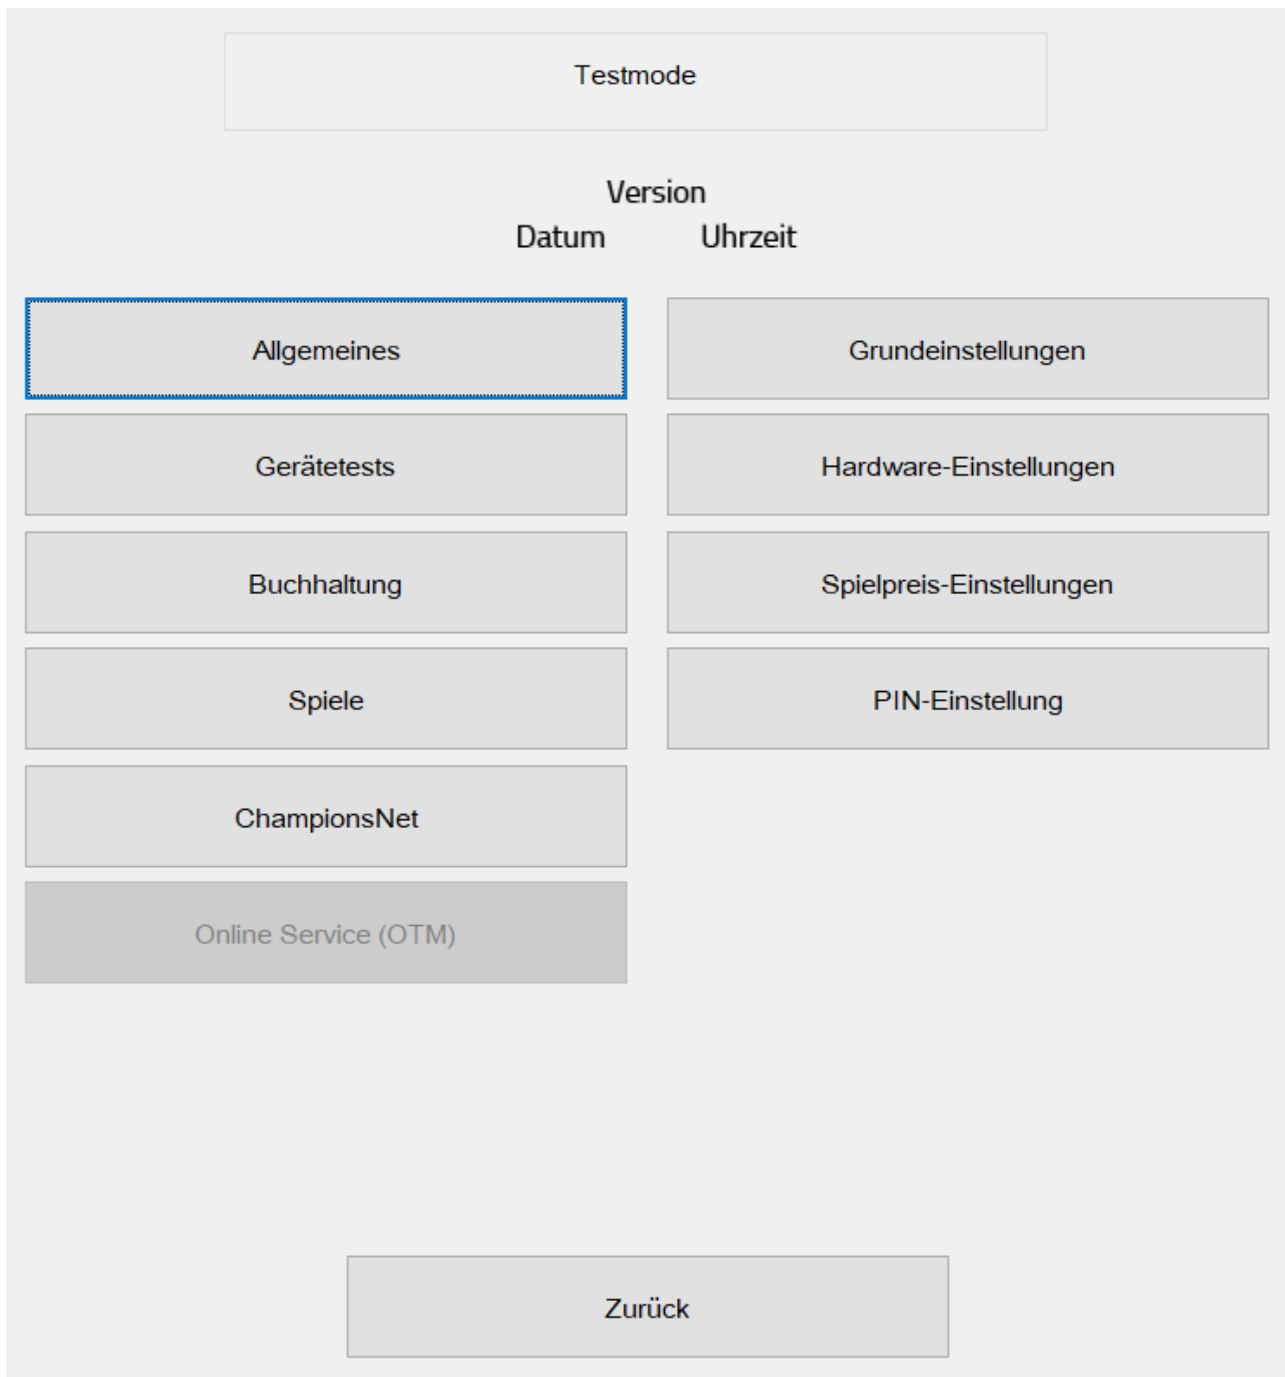 Testmode
Version
Datum Uhrzeit
Allgemeines Grundeinstellungen
Gerätetests Hardware-Einstellungen
Buchhaltung Spielpreis-Einstellungen
Spiele PIN-Einstellung
ChampionsNet
Online Service (OTM)
Zurück